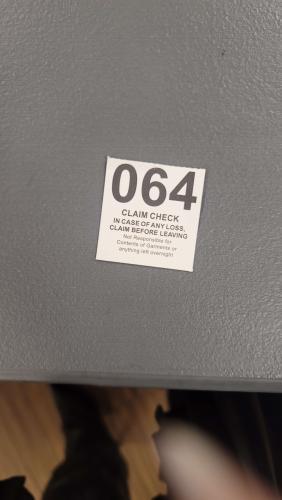 064
CLAIM CHECK
IN CASE OF ANY LOSS,
CLAIM BEFORE LEAVING
Not Responsible for
Contents of Garments or
anything left overnight